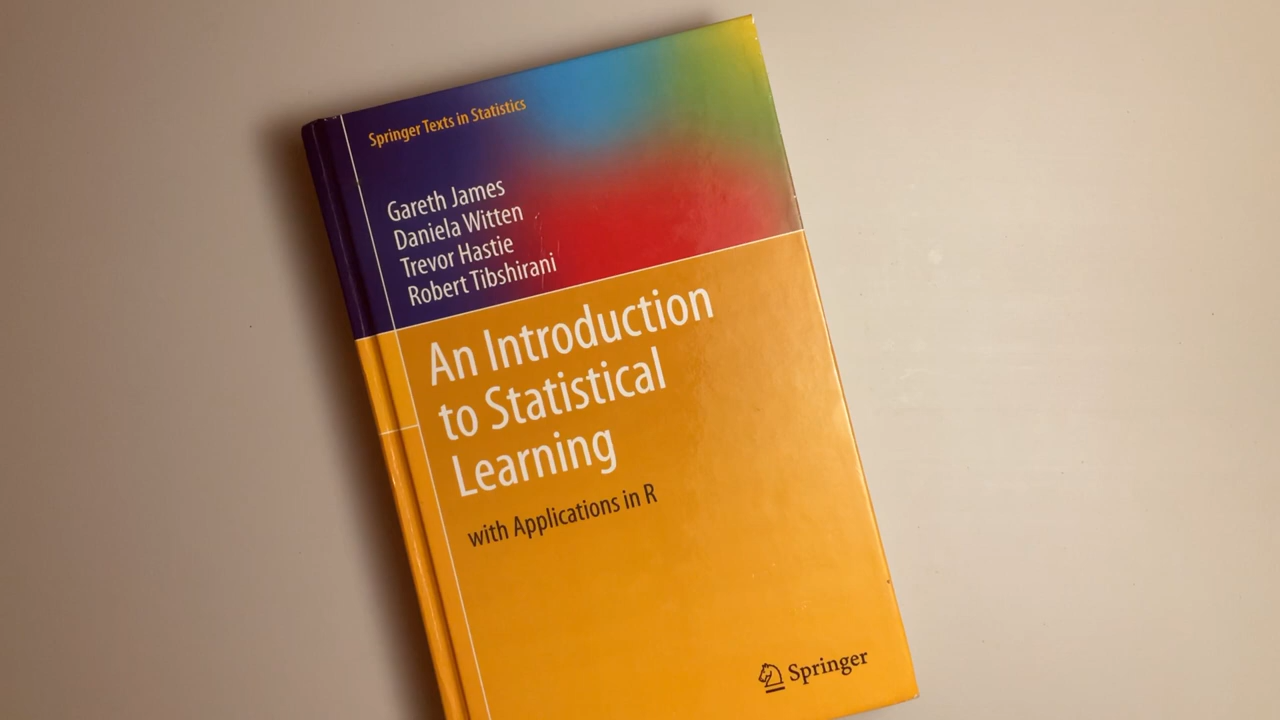 Springer Texts in Statistics
Gareth James
Daniela Witten
Trevor Hastie
Robert Tibshirani
An Introduction
to Statistical
Learning
with Applications in R
Springer